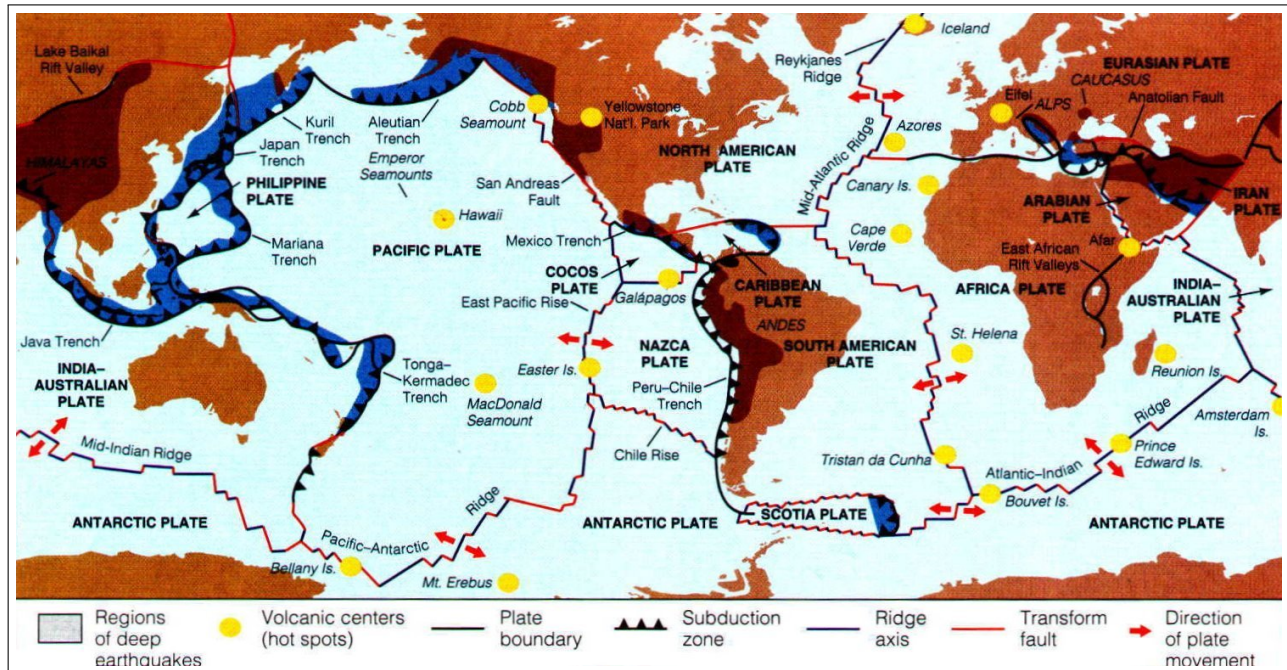 Lake Baikal
Rift Valley
HIMALAYAS
Kuril
Trench
Japan
Trench
PHILIPPINE
PLATE
Mariana
Trench
Java Trench
INDIA-
AUSTRALIAN
PLATE
Mid-Indian Ridge
ANTARCTIC PLATE
Aleutian
Trench
Emperor
Seamounts
Hawaii
PACIFIC PLATE
Tonga-
Kermadec
Trench
MacDonald
Seamount
Pacific–Antarctic
Ridge
Bellany Is.
Mt. Erebus
Cobb
Seamount
Yellowstone
Nat'l. Park
San Andreas
Fault
NORTH AMERICAN
PLATE
Mexico Trench
COCOS
PLATE
Galápagos
CARIBBEAN
PLATE
East Pacific Rise
Easter Is.
NAZCA
PLATE
ANDES
SOUTH AMERICAN
PLATE
Peru–Chile
Trench
Chile Rise
ANTARCTIC PLATE
SCOTIA PLATE
Reykjanes
Ridge
Iceland
Mid-Atlantic Ridge
Azores
Canary Is.
Cape
Verde
Eifel
ALPS
EURASIAN PLATE
CAUCASUS
Anatolian Fault
ARABIAN
PLATE
IRAN
PLATE
Afar
East African
Rift Valleys
AFRICA PLATE
INDIA-
AUSTRALIAN
PLATE
St. Helena
Reunion Is.
Amsterdam
Is.
Tristan da Cunha
Atlantic–Indian
Ridge
Bouvet Is.
Prince
Edward Is.
ANTARCTIC PLATE
Regions
of deep
earthquakes
Volcanic centers
(hot spots)
Plate
boundary
Subduction
zone
Ridge
axis
Transform
fault
Direction
of plate
movement